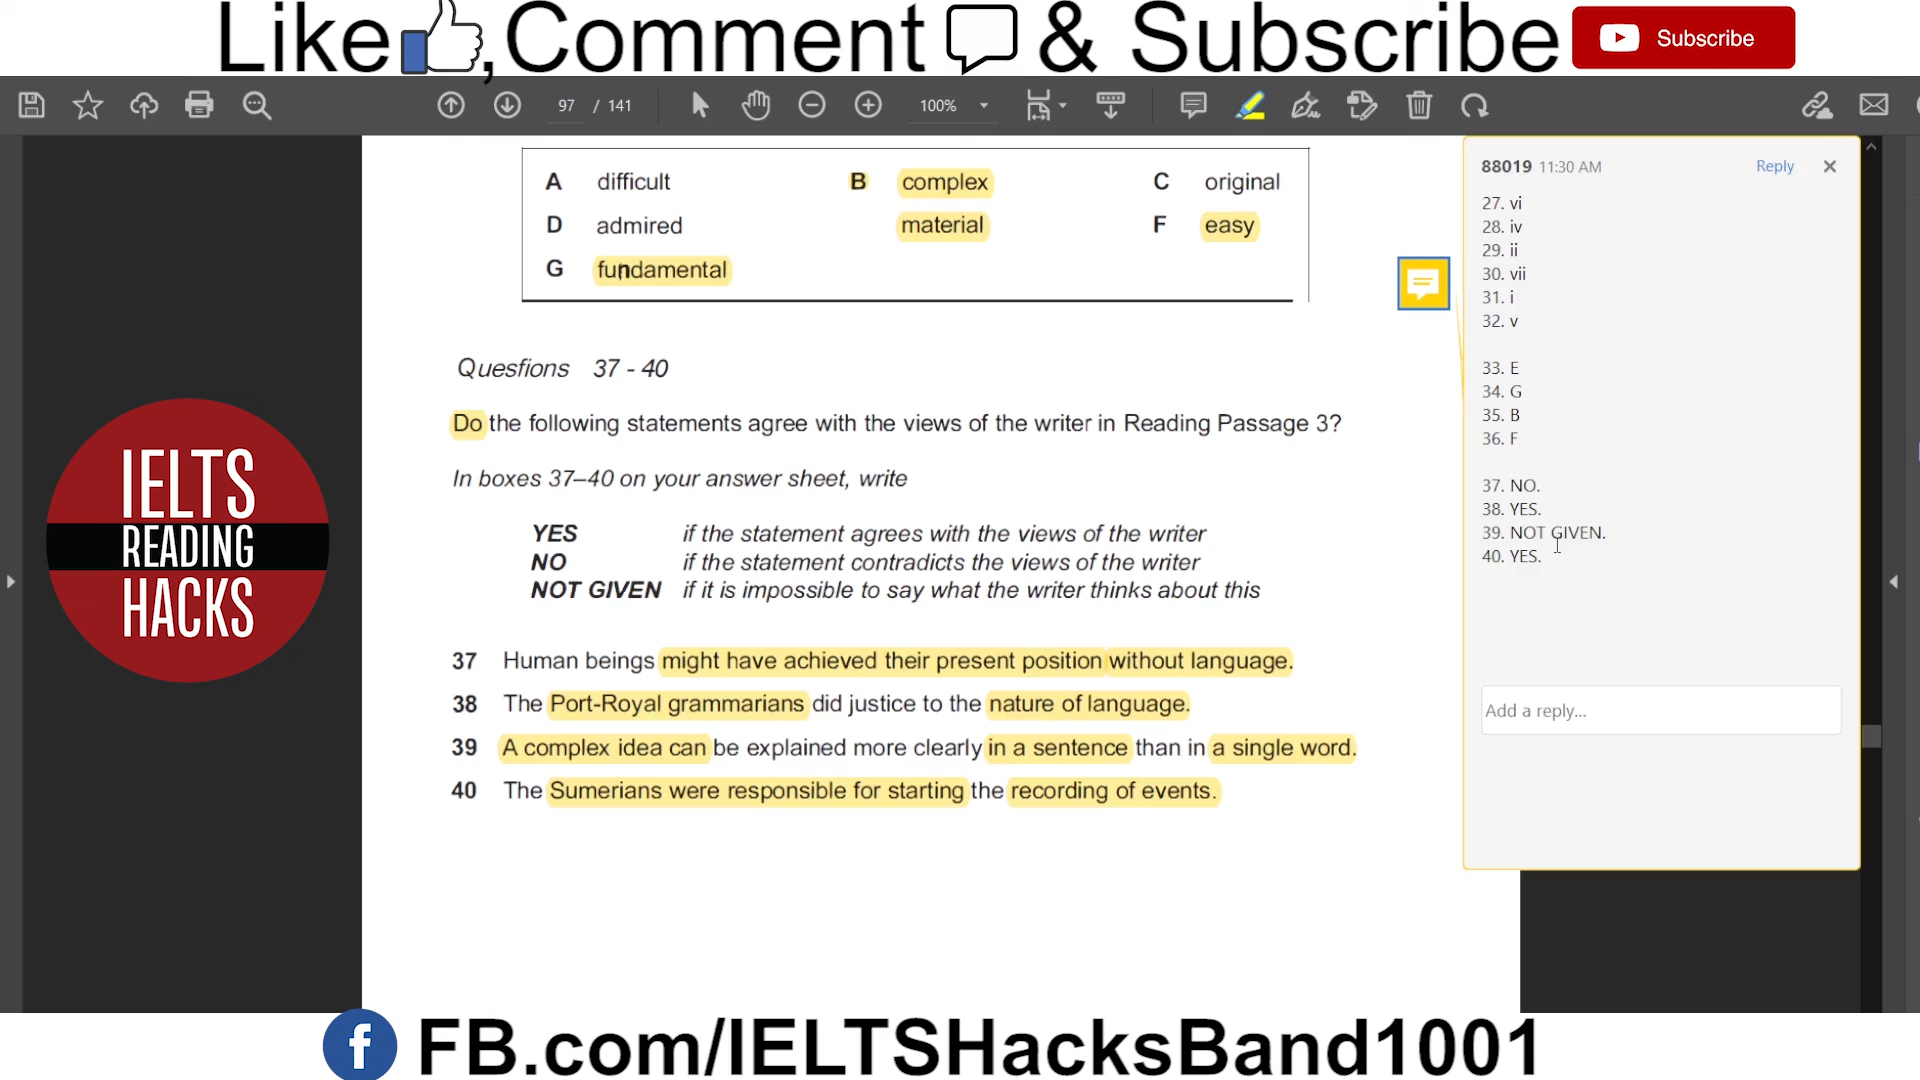 Like, Comment & Subscribe
Subscribe
97 / 141
100%
A difficult B complex C original
D admired material F easy
G fundamental
Quesfions 37 - 40
Do the following statements agree with the views of the writer in Reading Passage 3?
In boxes 37–40 on your answer sheet, write
YES if the statement agrees with the views of the writer
NO if the statement contradicts the views of the writer
NOT GIVEN if it is impossible to say what the writer thinks about this
37 Human beings might have achieved their present position without language.
38 The Port-Royal grammarians did justice to the nature of language.
39 A complex idea can be explained more clearly in a sentence than in a single word.
40 The Sumerians were responsible for starting the recording of events.
IELTS
READING
HACKS
88019 11:30 AM Reply
27. vi
28. iv
29. ii
30. vii
31. i
32. v
33. E
34. G
35. B
36. F
37. NO.
38. YES.
39. NOT GIVEN.
40. YES.
Add a reply...
f FB.com/IELTSHacksBand1001